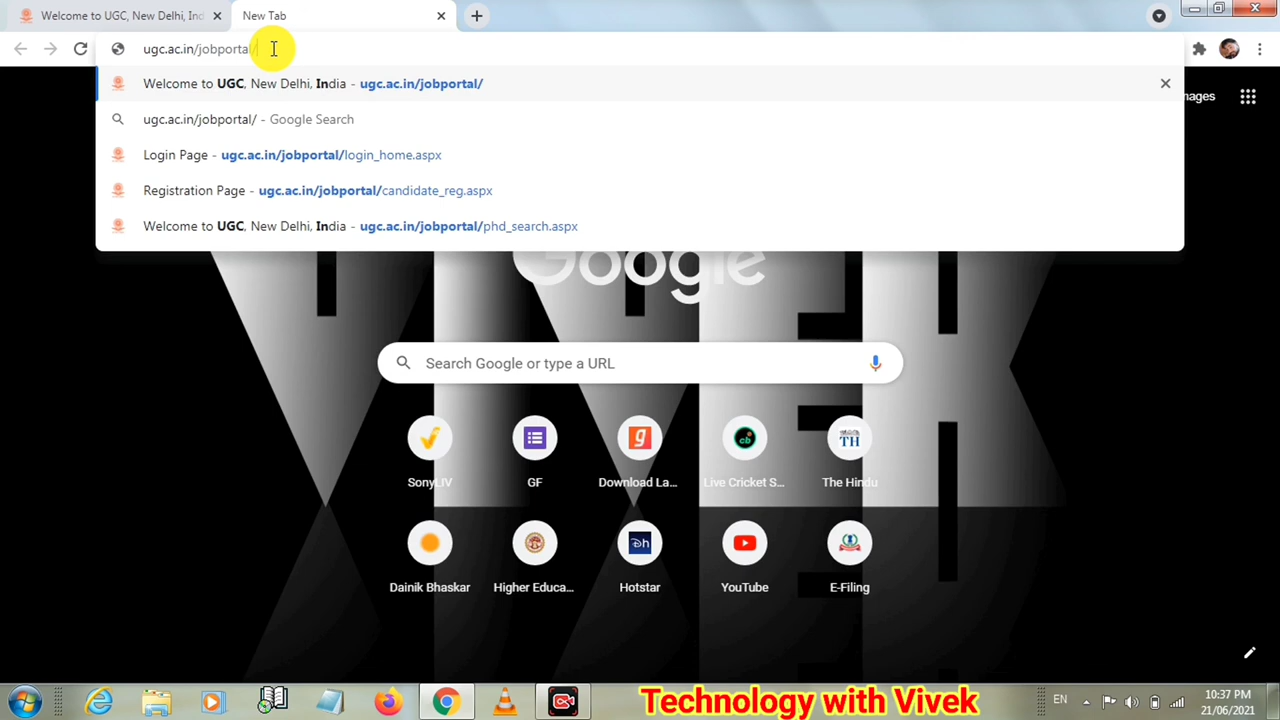 Welcome to UGC, New Delhi, Ind
New Tab
ugc.ac.in/jobportal/
Welcome to UGC, New Delhi, India - ugc.ac.in/jobportal/
ugc.ac.in/jobportal/ - Google Search
Login Page - ugc.ac.in/jobportal/login_home.aspx
Registration Page - ugc.ac.in/jobportal/candidate_reg.aspx
Welcome to UGC, New Delhi, India - ugc.ac.in/jobportal/phd_search.aspx
Google
Search Google or type a URL
SonyLIV GF Download La... Live Cricket S... The Hindu
Dainik Bhaskar Higher Educa... Hotstar YouTube E-Filing
Technology with Vivek
EN
10:37 PM
21/06/2021